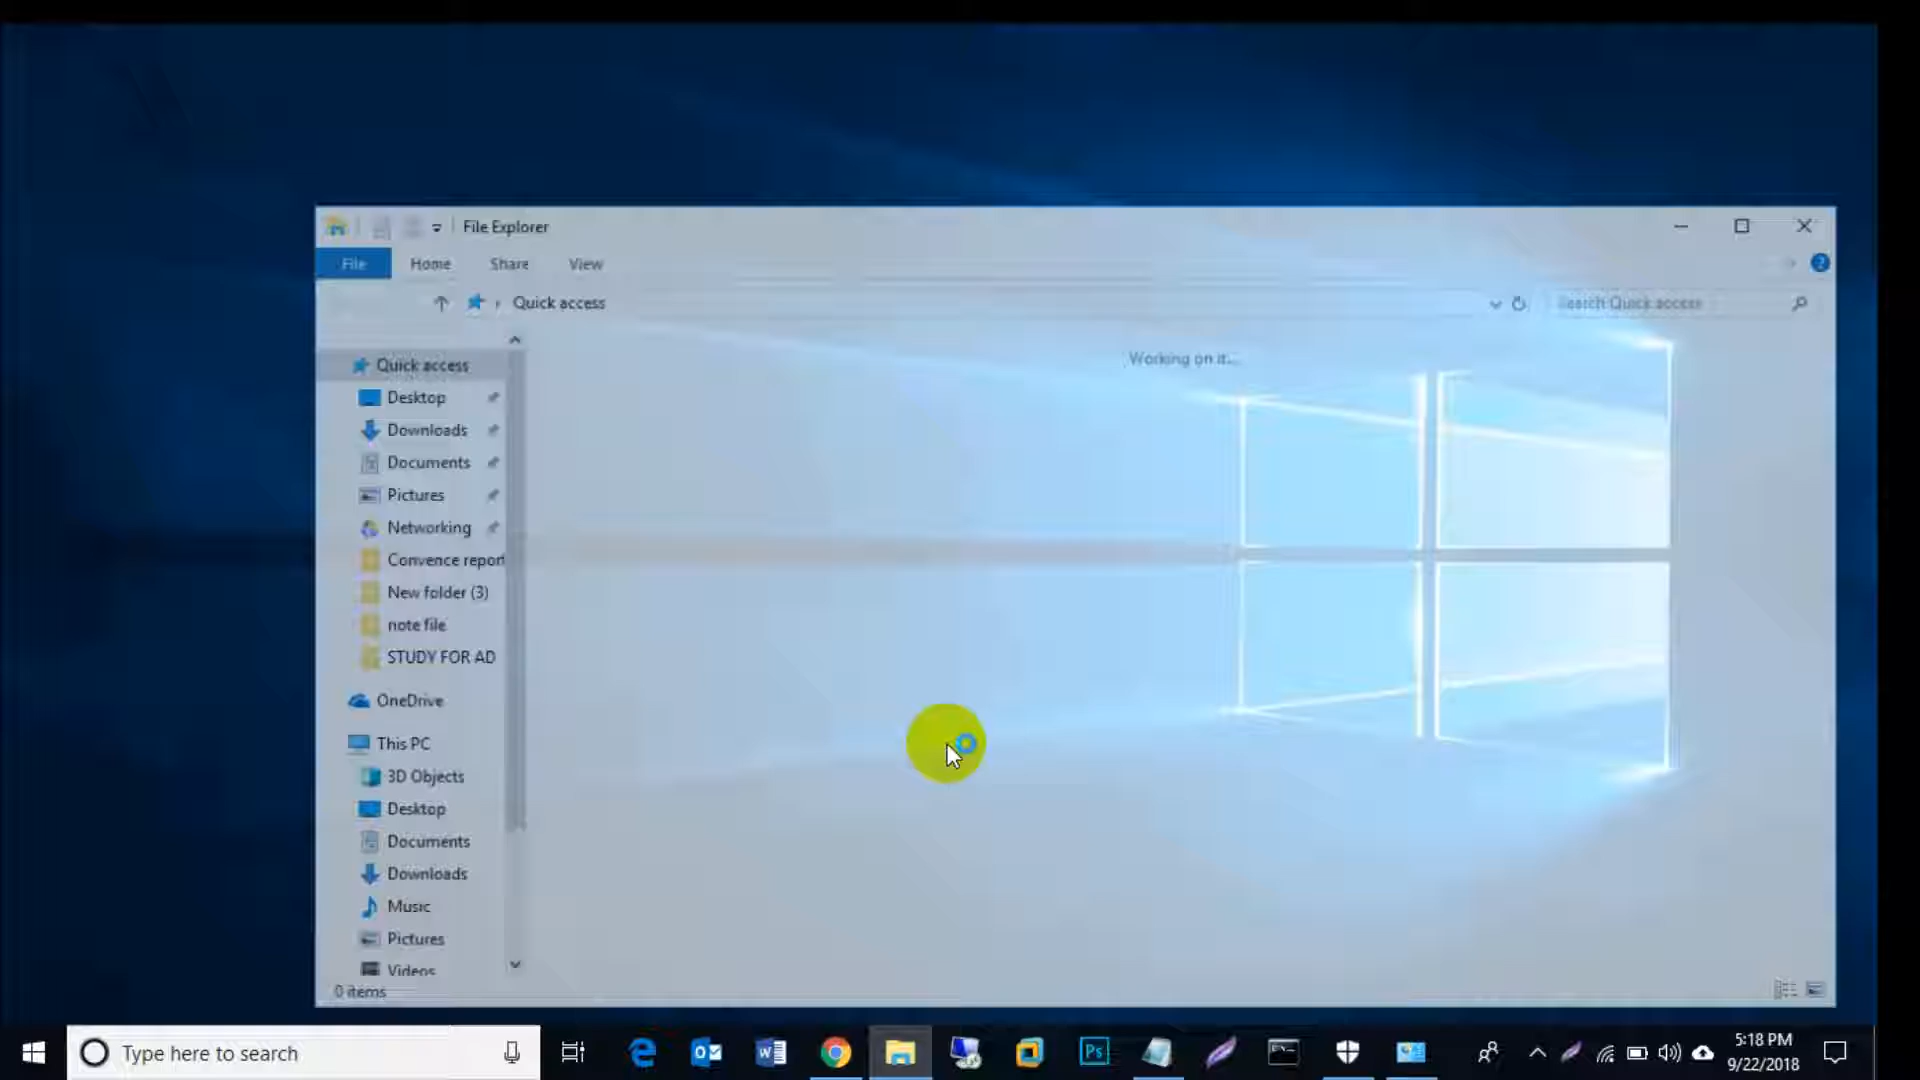 File Explorer
File Home Share View
Quick access
Search Quick access
Working on it...
Quick access
Desktop
Downloads
Documents
Pictures
Networking
Convence report
New folder (3)
note file
STUDY FOR AD
OneDrive
This PC
3D Objects
Desktop
Documents
Downloads
Music
Pictures
Videos
0 items
Type here to search
Ps
5:18 PM
9/22/2018